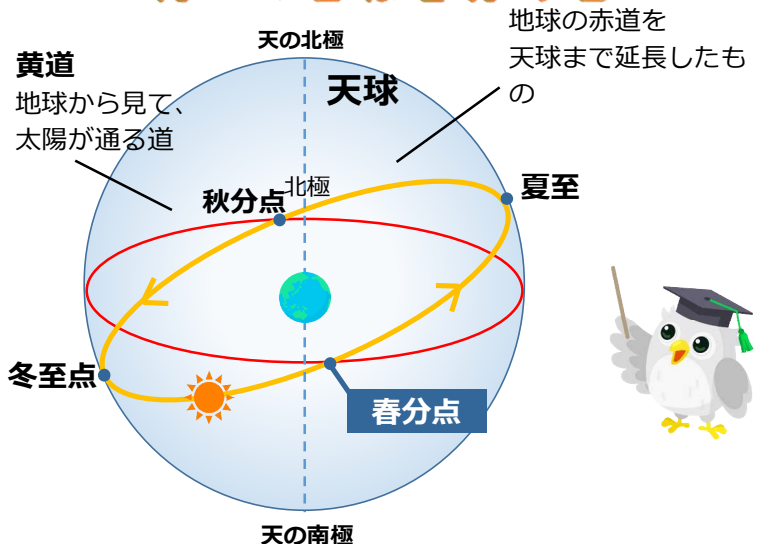 地球の赤道を
天球まで延長したも
の
天の北極
黄道
地球から見て、
太陽が通る道
天球
北極
秋分点
夏至
冬至点
春分点
天の南極